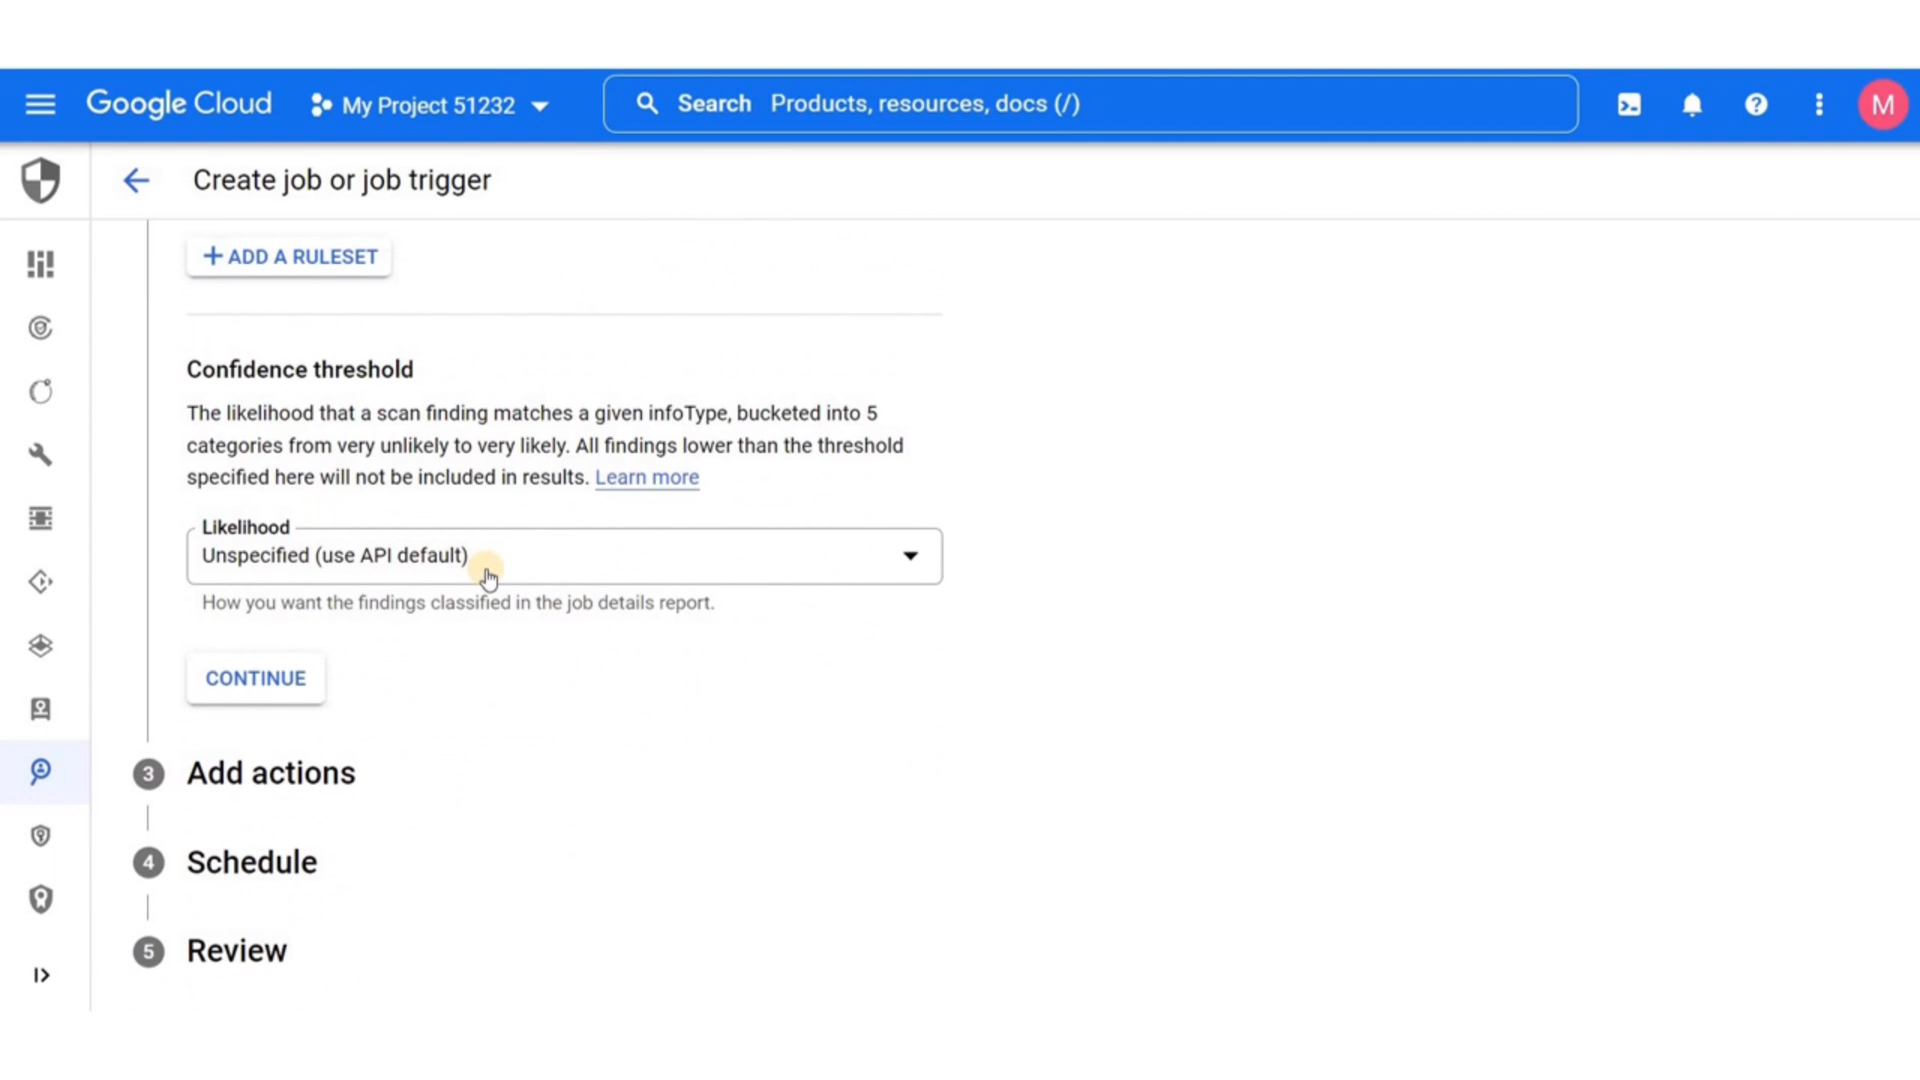 Google Cloud
My Project 51232
Search Products, resources, docs (/)
M
Create job or job trigger
+ ADD A RULESET
Confidence threshold
The likelihood that a scan finding matches a given infoType, bucketed into 5
categories from very unlikely to very likely. All findings lower than the threshold
specified here will not be included in results. Learn more
Likelihood
Unspecified (use API default)
How you want the findings classified in the job details report.
CONTINUE
3 Add actions
4 Schedule
5 Review